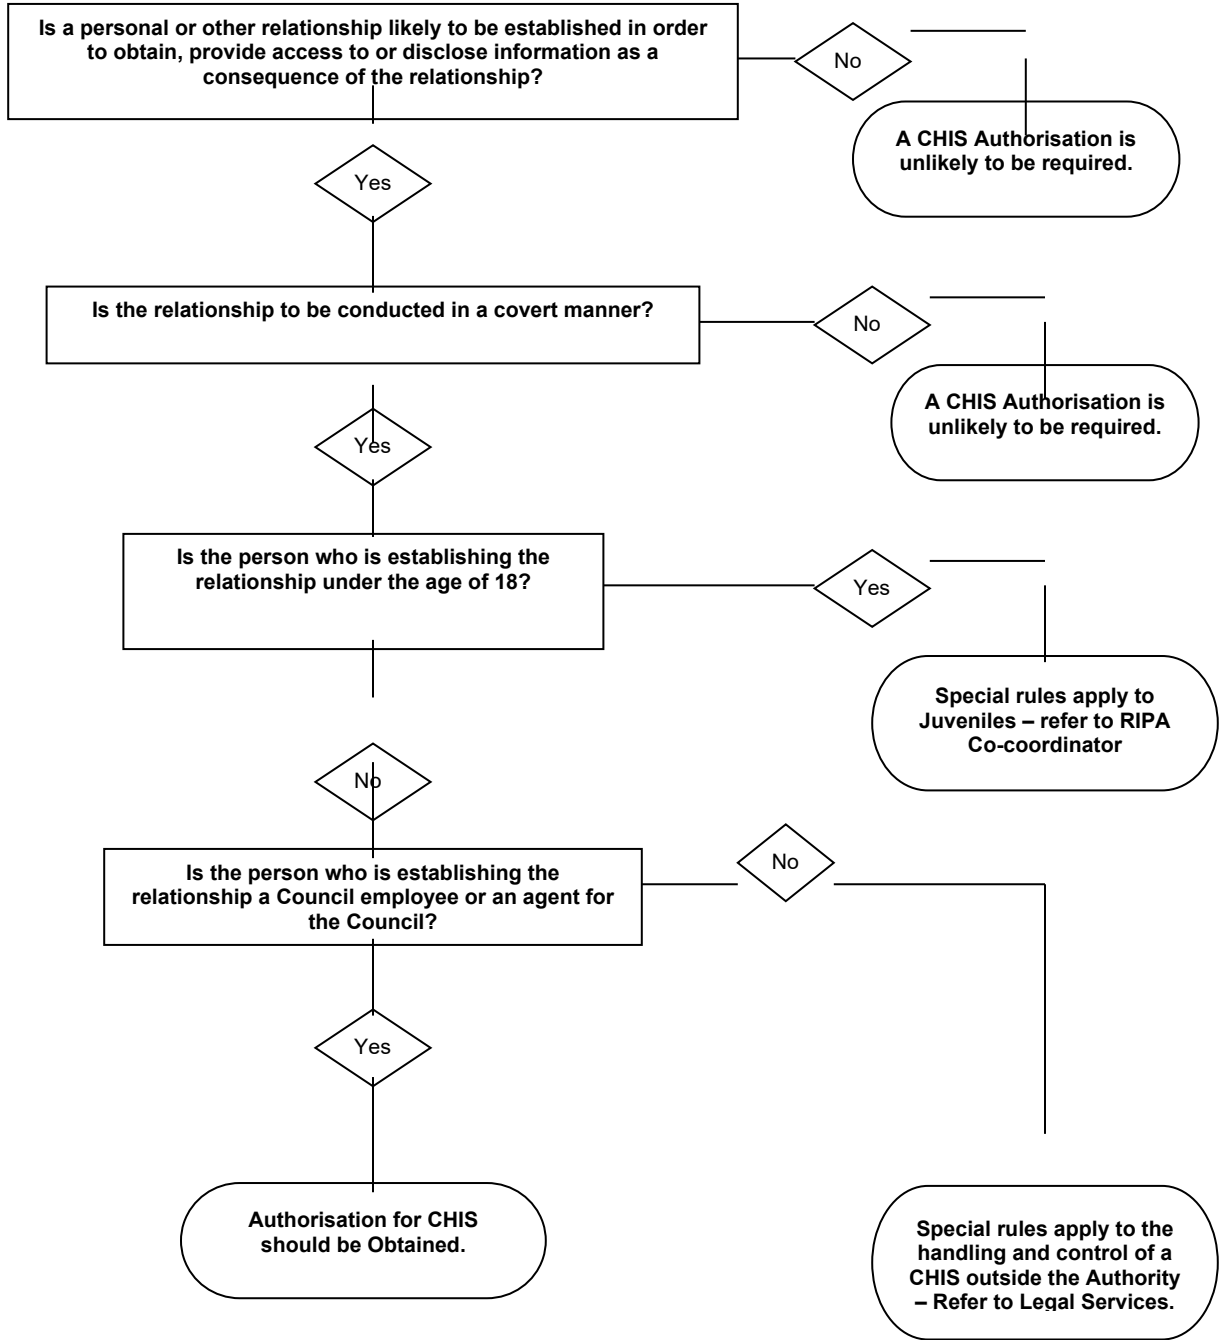 Is a personal or other relationship likely to be established in order
to obtain, provide access to or disclose information as a
consequence of the relationship?
No
A CHIS Authorisation is
unlikely to be required.
Yes
Is the relationship to be conducted in a covert manner?
No
A CHIS Authorisation is
unlikely to be required.
Yes
Is the person who is establishing the
relationship under the age of 18?
Yes
Special rules apply to
Juveniles – refer to RIPA
Co-coordinator
No
Is the person who is establishing the
relationship a Council employee or an agent for
the Council?
No
Yes
Authorisation for CHIS
should be Obtained.
Special rules apply to the
handling and control of a
CHIS outside the Authority
– Refer to Legal Services.